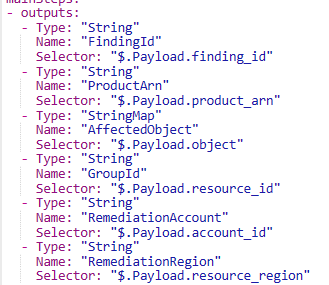 mainSteps:
- outputs:
- Type: "String"
Name: "FindingId"
Selector: "$.Payload.finding_id"
- Type: "String"
Name: "ProductArn"
Selector: "$.Payload.product_arn"
- Type: "StringMap"
Name: "AffectedObject"
Selector: "$.Payload.object"
- Type: "String"
Name: "GroupId"
Selector: "$.Payload.resource_id"
- Type: "String"
Name: "RemediationAccount"
Selector: "$.Payload.account_id"
- Type: "String"
Name: "RemediationRegion"
Selector: "$.Payload.resource_region"